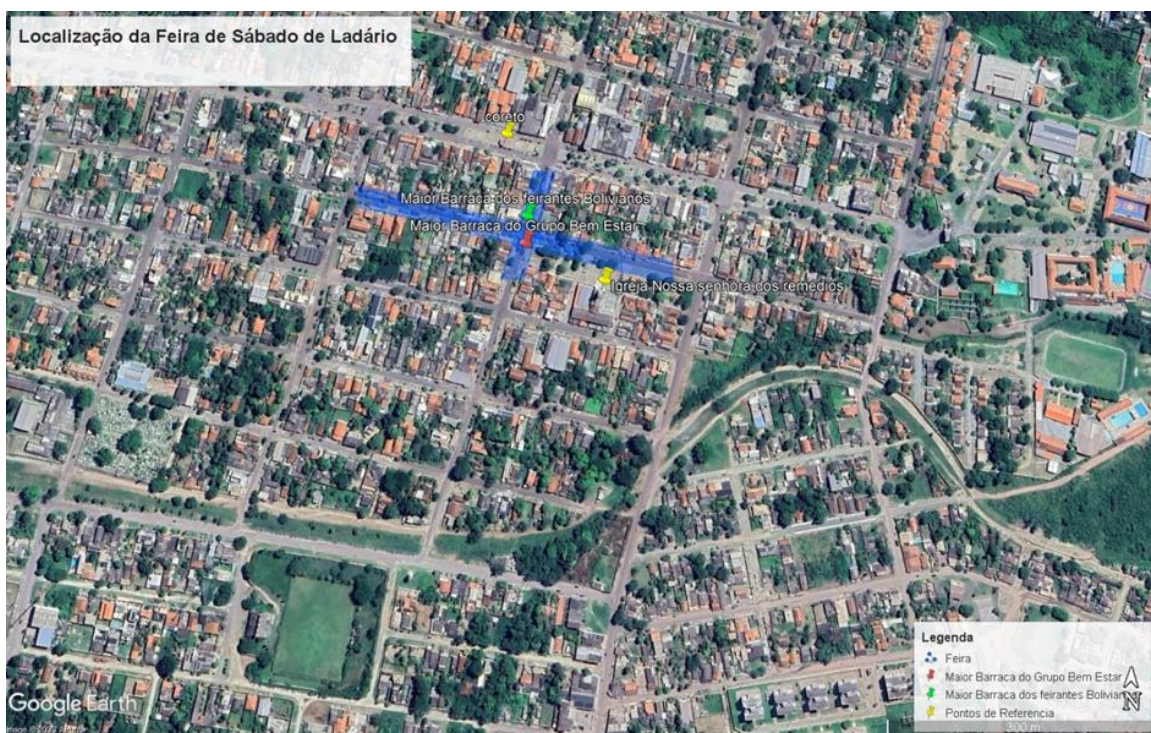 Localização da Feira de Sábado de Ladário
coreto
Maior Barraca dos feirantes Bolivianos
Maior Barraca do Grupo Bem Estar
Igreja Nossa senhora dos remedios
Legenda
Feira
Maior Barraca do Grupo Bem Estar
Maior Barraca dos feirantes Bolivian
Pontos de Referencia
N
Google Earth
300 m